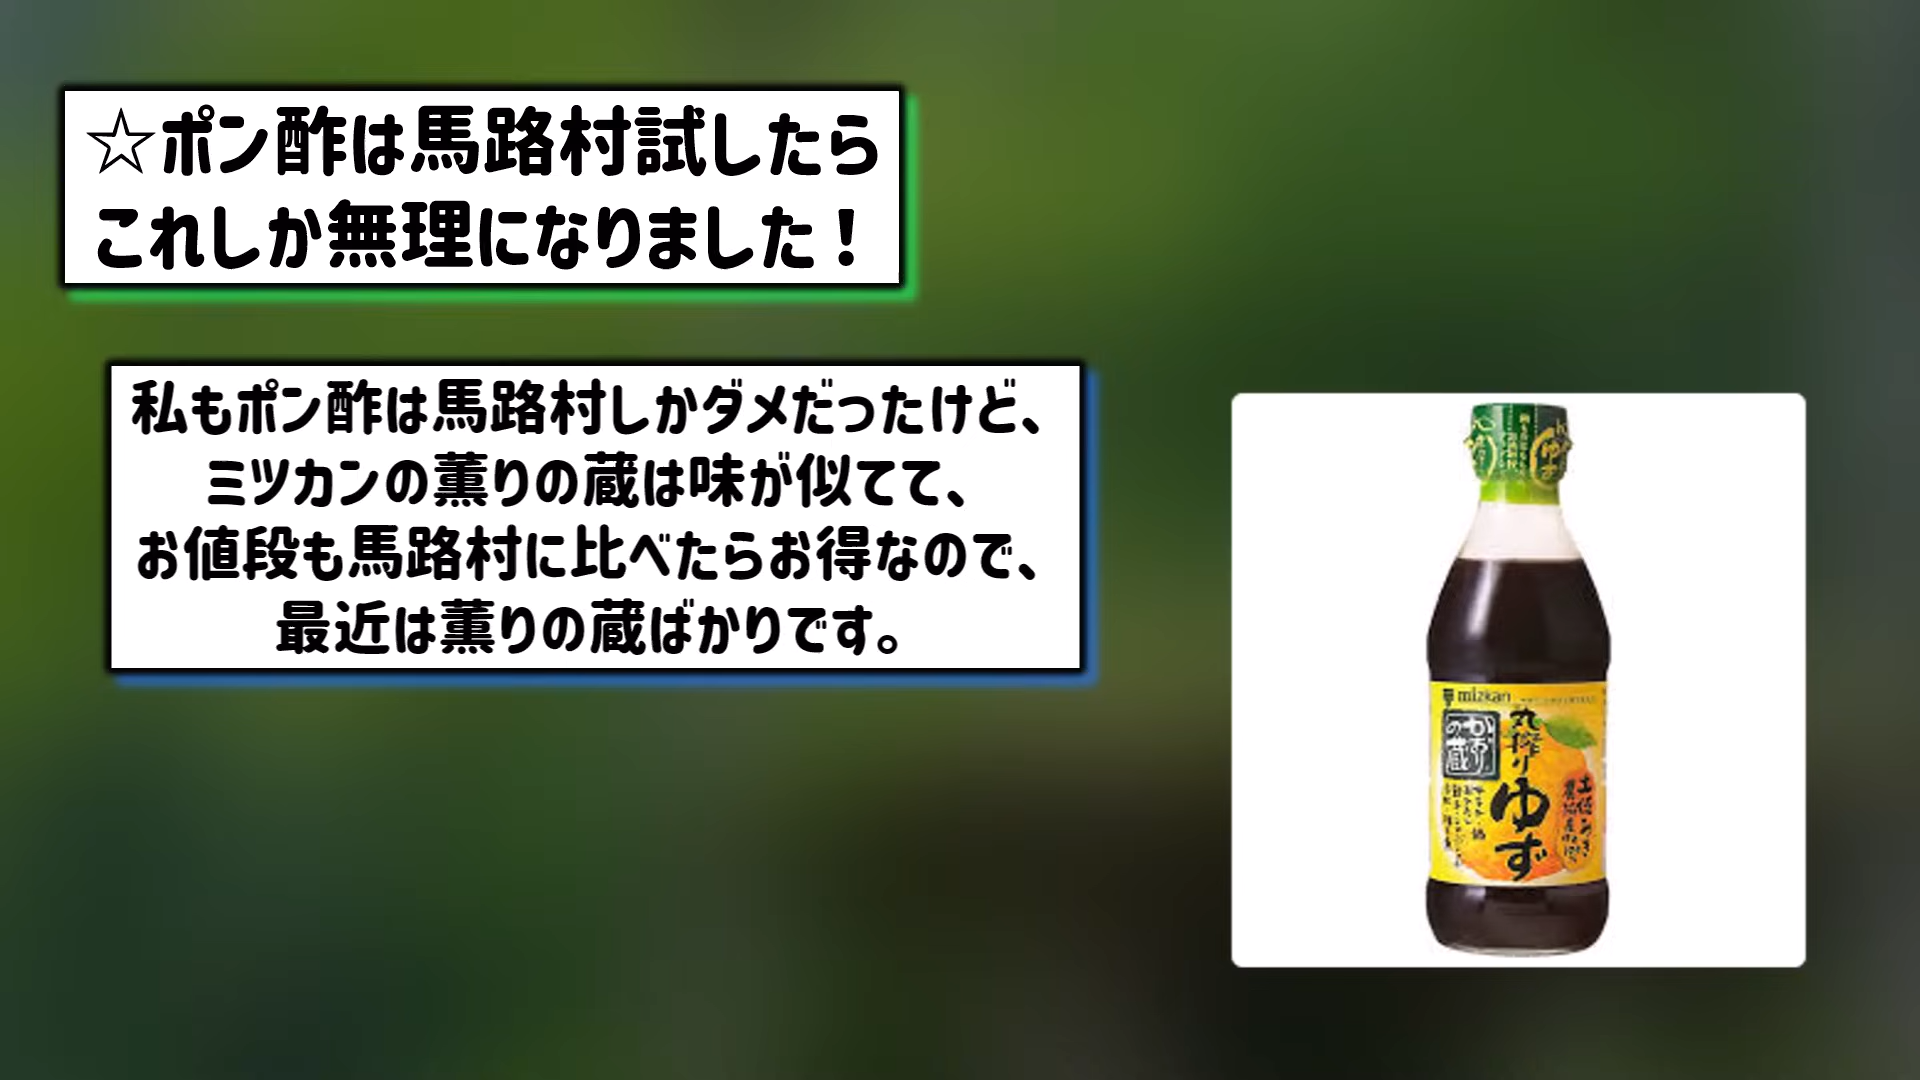 ☆ポン酢は馬路村試したら
これしか無理になりました！
私もポン酢は馬路村しかダメだったけど、
ミツカンの薫りの蔵は味が似てて、
お値段も馬路村に比べたらお得なので、
最近は薫りの蔵ばかりです。
mizkan
かおりの蔵
丸搾り
ゆず